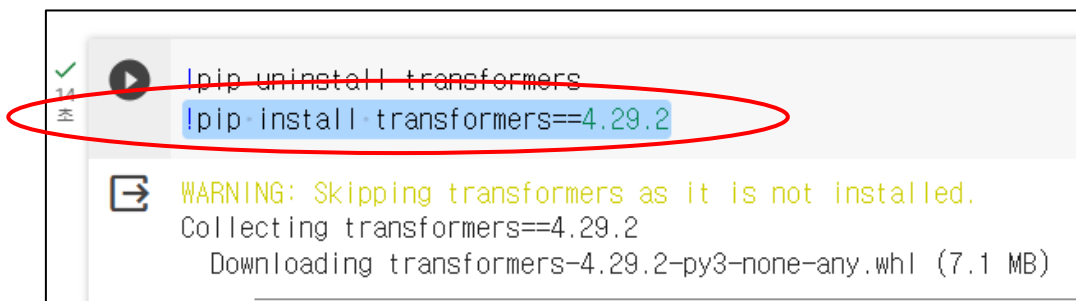 !pip uninstall transformers
14
초
!pip install transformers==4.29.2
WARNING: Skipping transformers as it is not installed.
Collecting transformers==4.29.2
Downloading transformers-4.29.2-py3-none-any.whl (7.1 MB)